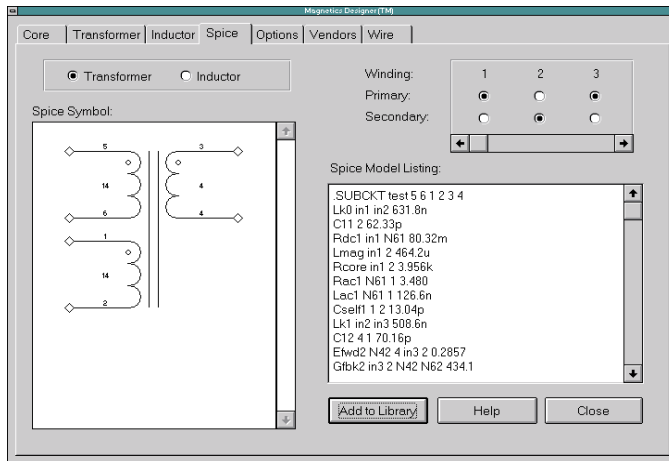 Magnetics Designer(TM)
Core Transformer Inductor Spice Options Vendors Wire
Transformer Inductor
Spice Symbol:
5 3
14 4
6 4
1
14
2
Winding: 1 2 3
Primary:
Secondary:
Spice Model Listing:
.SUBCKT test 5 6 1 2 3 4
Lk0 in1 in2 631.8n
C11 2 62.33p
Rdc1 in1 N61 80.32m
Lmag in1 2 464.2u
Rcore in1 2 3.956k
Rac1 N61 1 3.480
Lac1 N61 1 126.6n
Cself1 1 2 13.04p
Lk1 in2 in3 508.6n
C12 4 1 70.16p
Efwd2 N42 4 in3 2 0.2857
Gfbk2 in3 2 N42 N62 434.1
Add to Library Help Close